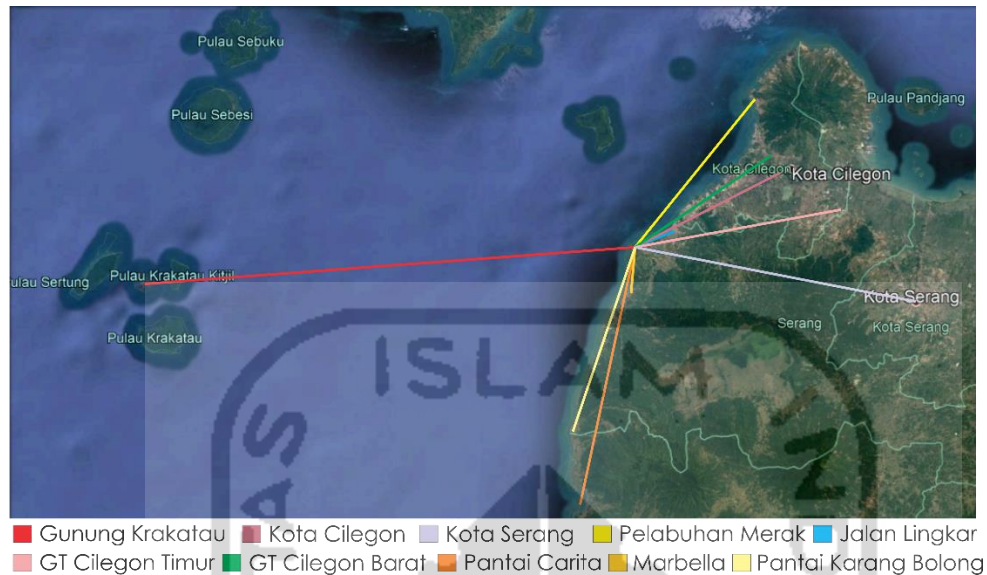 Pulau Sebuku
Pulau Sebesi
Pulau Pandjang
Kota Cilegon
Kota Cilegon
Pulau Krakatau Kitjil
ulau Sertung
Kota Serang
Serang
Kota Serang
Pulau Krakatau
ISLAM
AS
Gunung Krakatau
Kota Cilegon
Kota Serang
Pelabuhan Merak
Jalan Lingkar
GT Cilegon Timur
GT Cilegon Barat
Pantai Carita
Marbella
Pantai Karang Bolong